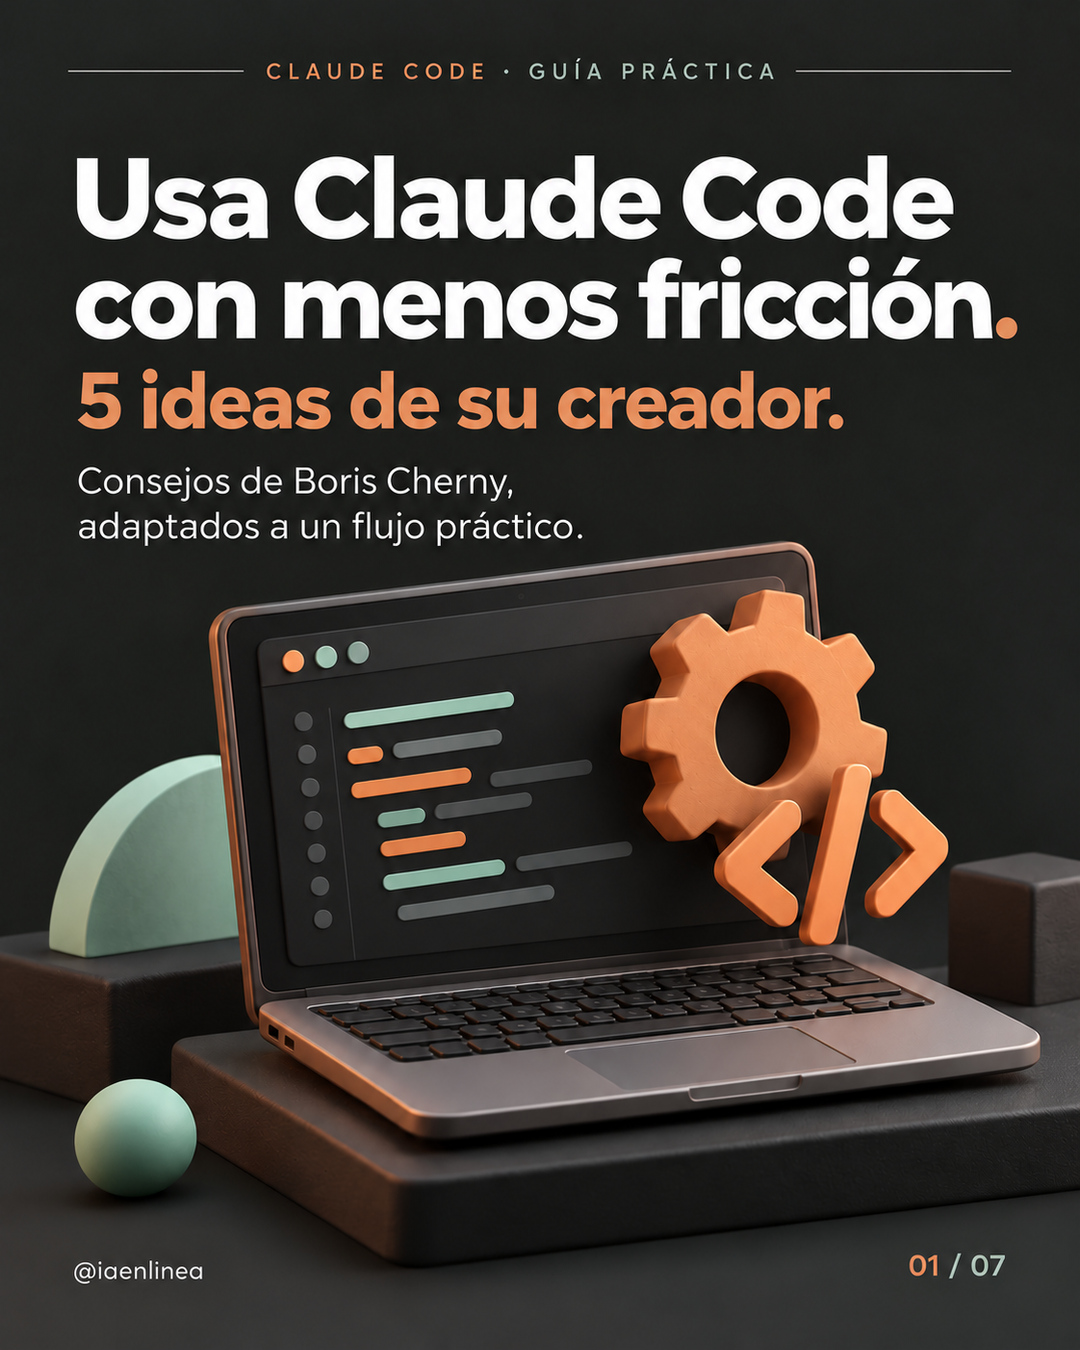 CLAUDE CODE · GUÍA PRÁCTICA
Usa Claude Code
con menos fricción.
5 ideas de su creador.
Consejos de Boris Cherny,
adaptados a un flujo práctico.
</>
@iaenlinea
01 / 07